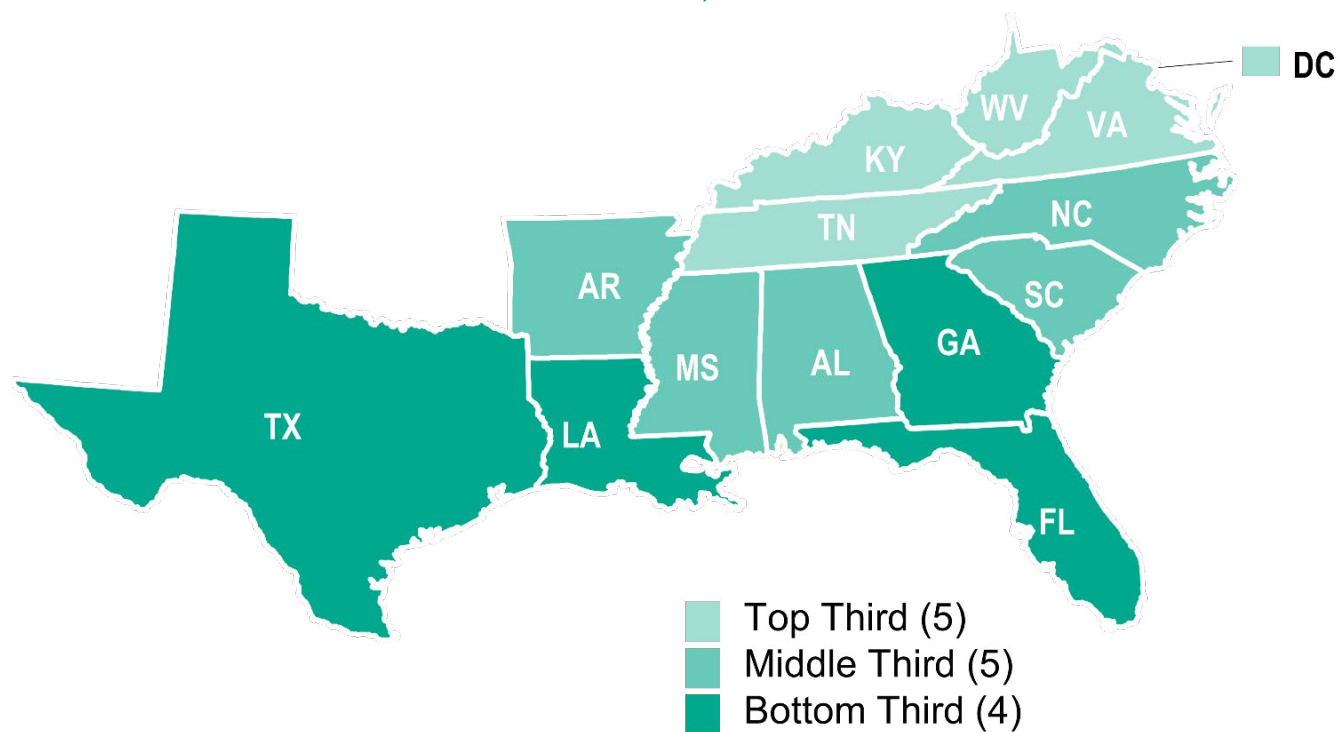 DC
WV
VA
KY
NC
TN
AR
SC
GA
MS
AL
TX
LA
FL
Top Third (5)
Middle Third (5)
Bottom Third (4)